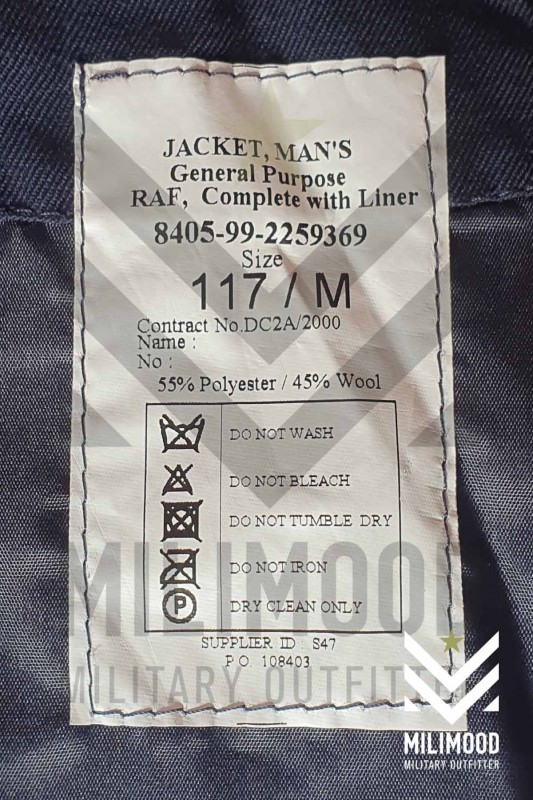 JACKET, MAN'S
General Purpose
RAF, Complete with Liner
8405-99-2259369
Size
117 / M
Contract No.DC2A/2000
Name :
No :
55% Polyester / 45% Wool
DO NOT WASH
DO NOT BLEACH
DO NOT TUMBLE DRY
DO NOT IRON
P DRY CLEAN ONLY
SUPPLIER ID : S47
P O 108403
MILIMOOD
MILITARY OUTFITTER
MILIMOOD
MILITARY OUTFITTER